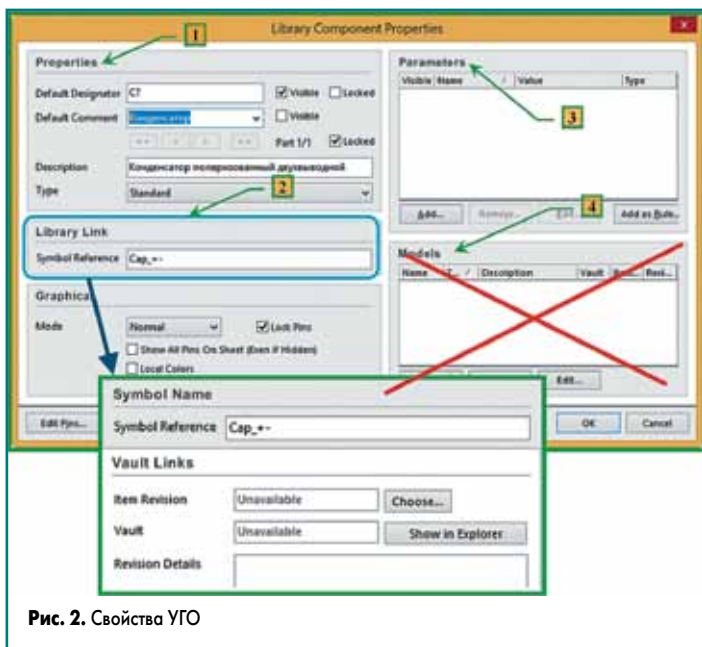 Library Component Properties
1
Properties
Default Designator C?
Visible Locked
Default Comment Конденсатор
Visible
Part 1/1 Locked
Description Конденсатор поляризованный двухвыводной
Type Standard
2
Library Link
Symbol Reference Cap_+-
Graphical
Mode Normal Lock Pins
Show All Pins On Sheet (Even if Hidden)
Local Colors
Edit Pins...
Parameters
Visible Name / Value Type
3
Add... Remove... Add as Rule...
4
Models
Name T... / Description Vault Revi...
Edit...
OK Cancel
Symbol Name
Symbol Reference Cap_+-
Vault Links
Item Revision Unavailable Choose...
Vault Unavailable Show in Explorer
Revision Details
Рис. 2. Свойства УГО